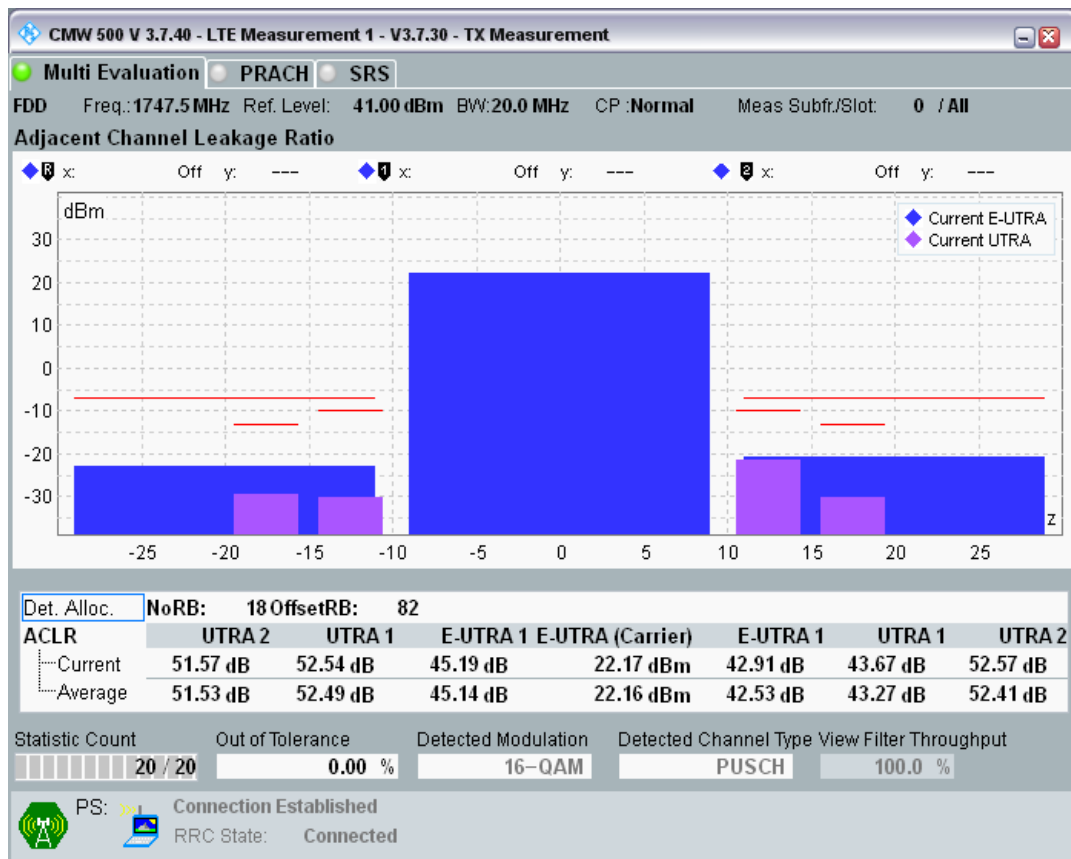 CMW 500 V 3.7.40 - LTE Measurement 1 - V3.7.30 - TX Measurement
Multi Evaluation PRACH SRS
FDD Freq.:1747.5 MHz Ref. Level: 41.00 dBm BW:20.0 MHz CP :Normal Meas Subfr./Slot: 0 / All
Adjacent Channel Leakage Ratio
R x: Off y: --- 1 x: Off y: --- 2 x: Off y: ---
dBm
Current E-UTRA
Current UTRA
30
20
10
0
-10
-20
-30
z
-25 -20 -15 -10 -5 0 5 10 15 20 25
Det. Alloc. NoRB: 18 OffsetRB: 82
ACLR UTRA 2 UTRA 1 E-UTRA 1 E-UTRA (Carrier) E-UTRA 1 UTRA 1 UTRA 2
Current 51.57 dB 52.54 dB 45.19 dB 22.17 dBm 42.91 dB 43.67 dB 52.57 dB
Average 51.53 dB 52.49 dB 45.14 dB 22.16 dBm 42.53 dB 43.27 dB 52.41 dB
Statistic Count Out of Tolerance Detected Modulation Detected Channel Type View Filter Throughput
20 / 20 0.00 % 16-QAM PUSCH 100.0 %
PS: Connection Established
RRC State: Connected